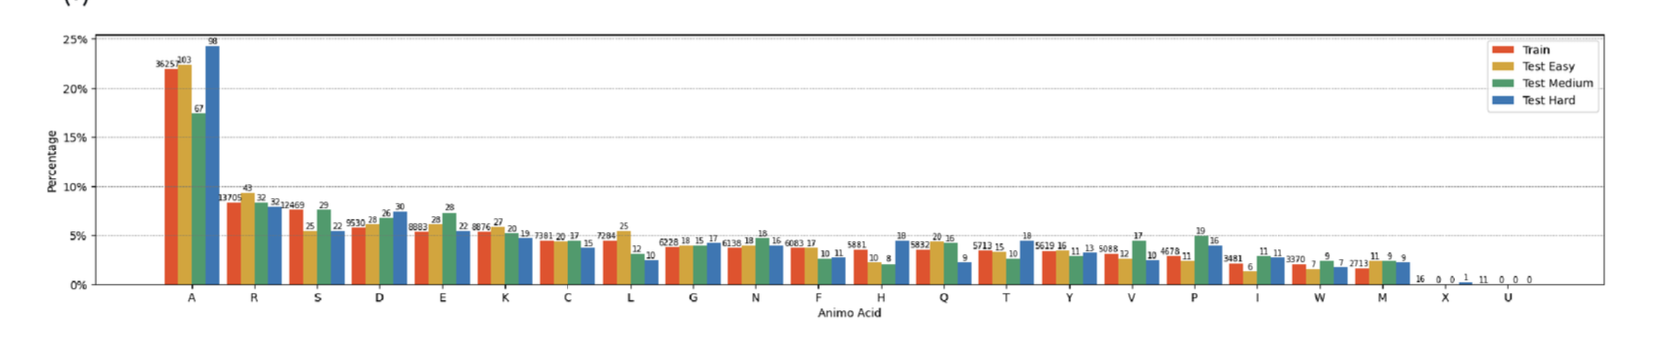 25%
20%
15%
10%
5%
0%
Percentage
Train
Test Easy
Test Medium
Test Hard
36257 103 67 98
13705 43 32 32
12469 25 29 22
9530 28 26 30
8883 28 28 22
8876 27 20 19
7381 20 17 15
7284 25 12 10
6228 18 15 17
6138 18 18 16
6083 17 10 11
5881 10 8 18
5832 20 16 9
5713 15 10 18
5619 16 11 13
5088 12 17 10
4678 11 19 16
3481 6 11 11
3370 7 9 7
2713 11 9 9
16 0 0 1
11 0 0 0
A R S D E K C L G N F H Q T Y V P I W M X U
Animo Acid